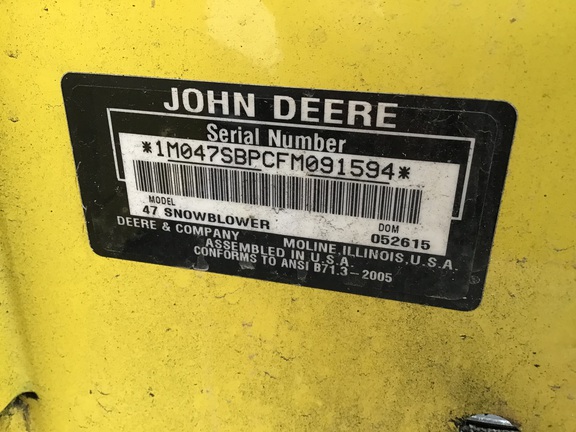 JOHN DEERE
Serial Number
*1M047SBPCFM091594*
MODEL DOM
47 SNOWBLOWER 052615
DEERE & COMPANY MOLINE, ILLINOIS, U.S.A.
ASSEMBLED IN U.S.A.
CONFORMS TO ANSI B71.3-2005